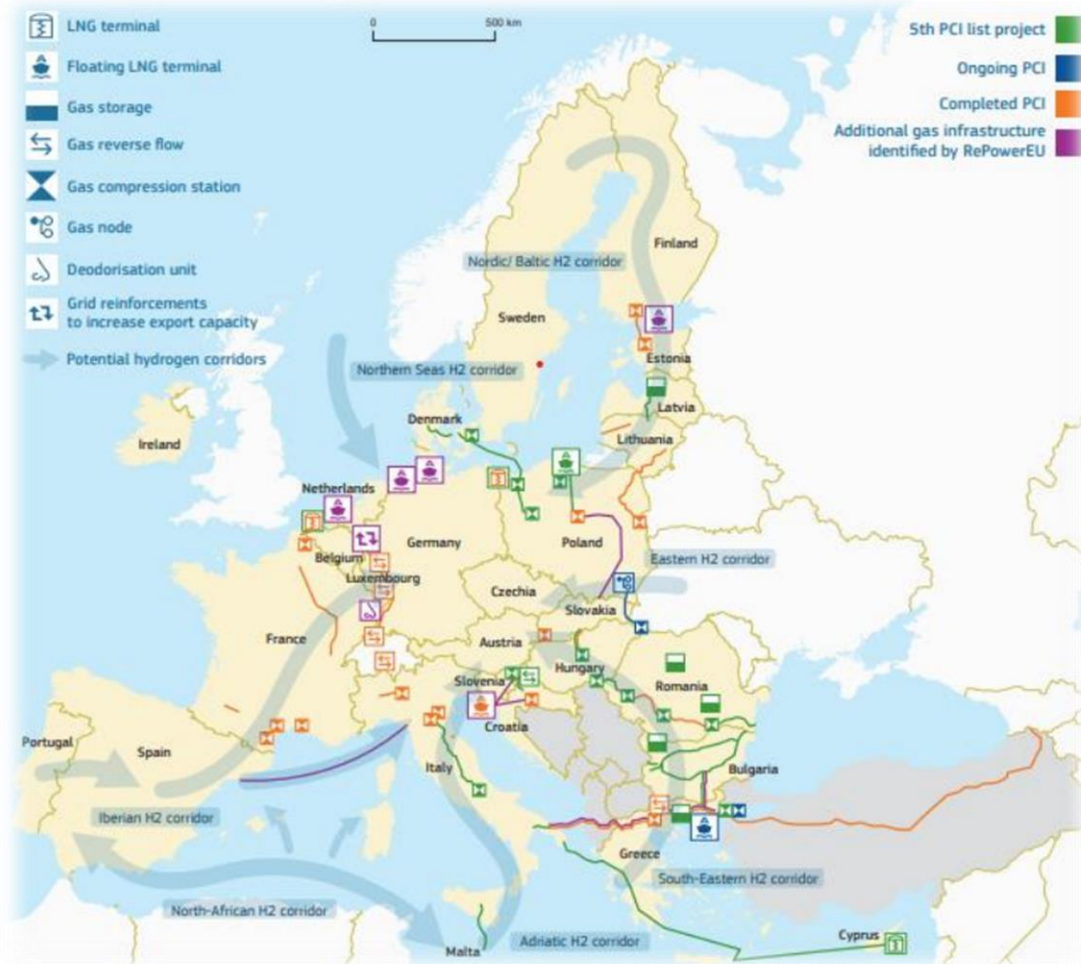 LNG terminal
Floating LNG terminal
Gas storage
Gas reverse flow
Gas compression station
Gas node
Deodorisation unit
Grid reinforcements
to increase export capacity
Potential hydrogen corridors
0
500 km
5th PCI list project
Ongoing PCI
Completed PCI
Additional gas infrastructure
identified by RePowerEU
Finland
Nordic/ Baltic H2 corridor
Sweden
Estonia
Northern Seas H2 corridor
Latvia
Denmark
Lithuania
Ireland
Netherlands
Germany
Poland
Belgium
Eastern H2 corridor
Luxembourg
Czechia
Slovakia
France
Austria
Hungary
Slovenia
Romania
Croatia
Portugal
Spain
Italy
Bulgaria
Iberian H2 corridor
Greece
South-Eastern H2 corridor
North-African H2 corridor
Adriatic H2 corridor
Cyprus
Malta